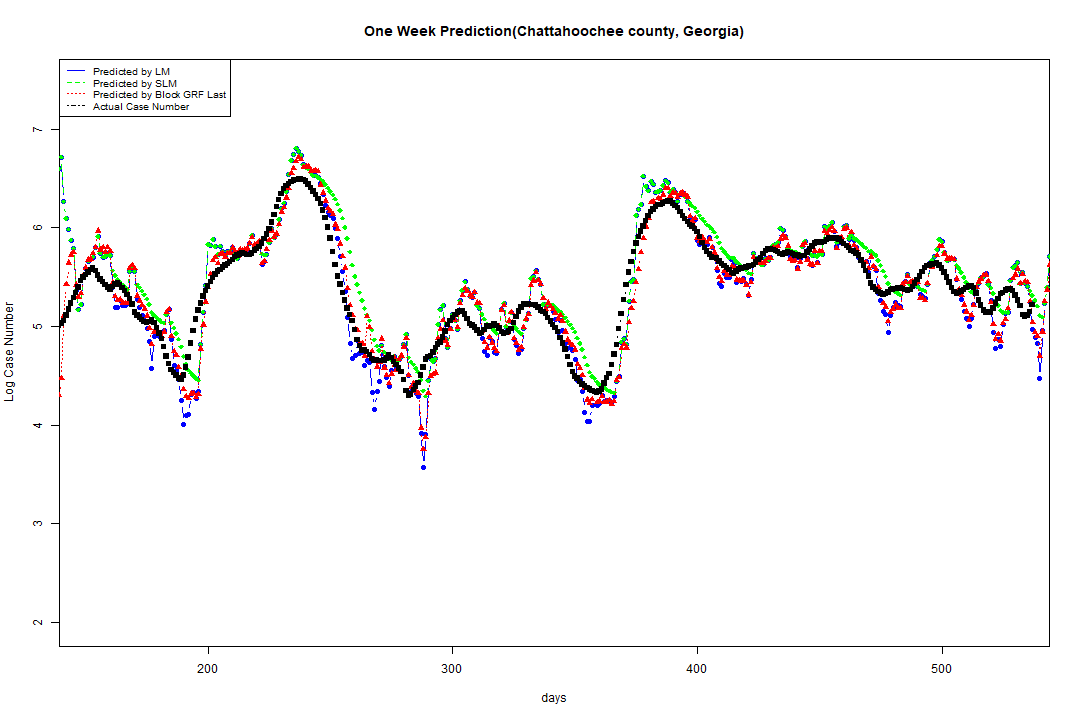 One Week Prediction(Chattahoochee county, Georgia)
Predicted by LM
Predicted by SLM
Predicted by Block GRF Last
Actual Case Number
Log Case Number
7
6
5
4
3
2
200 300 400 500
days